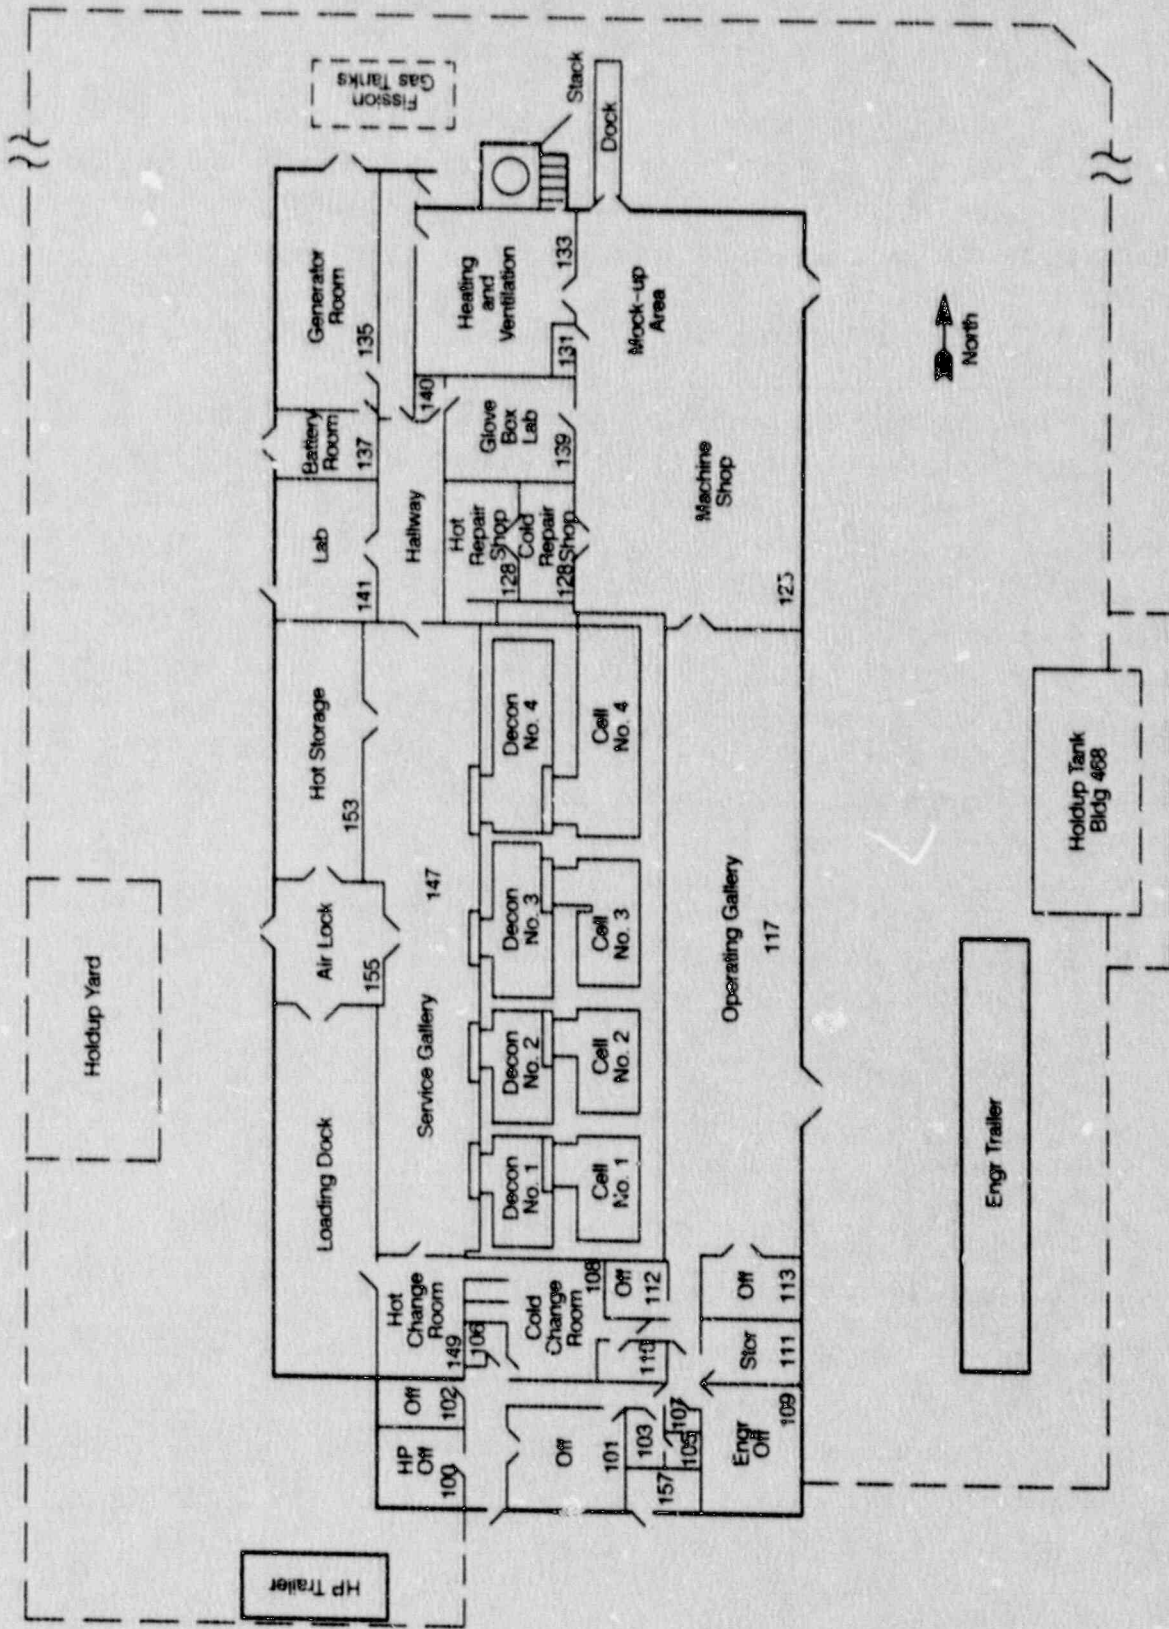 Fission
Gas Tanks
Stack
Dock
Generator
Room
135
Heating
and
Ventilation
133
131
Mock-up
Area
North
Battery
Room
137
140
Glove
Box
Lab
139
Machine
Shop
123
Lab
141
Hallway
Hot
Repair
Shop
128
Cold
Repair
Shop
128
Hot Storage
153
Decon
No. 4
Cell
No. 4
Holdup Tank
Bldg 468
Holdup Yard
Air Lock
155
147
Service Gallery
Decon
No. 3
Cell
No. 3
Operating Gallery
117
Decon
No. 2
Cell
No. 2
Loading Dock
Decon
No. 1
Cell
No. 1
Engr Trailer
Hot
Change
Room
149
106
Cold
Change
Room
108
Off
112
110
Off
113
Stor
111
Off
102
HP
Off
100
Off
101
103
107
105
157
Engr
Off
109
HP Trailer